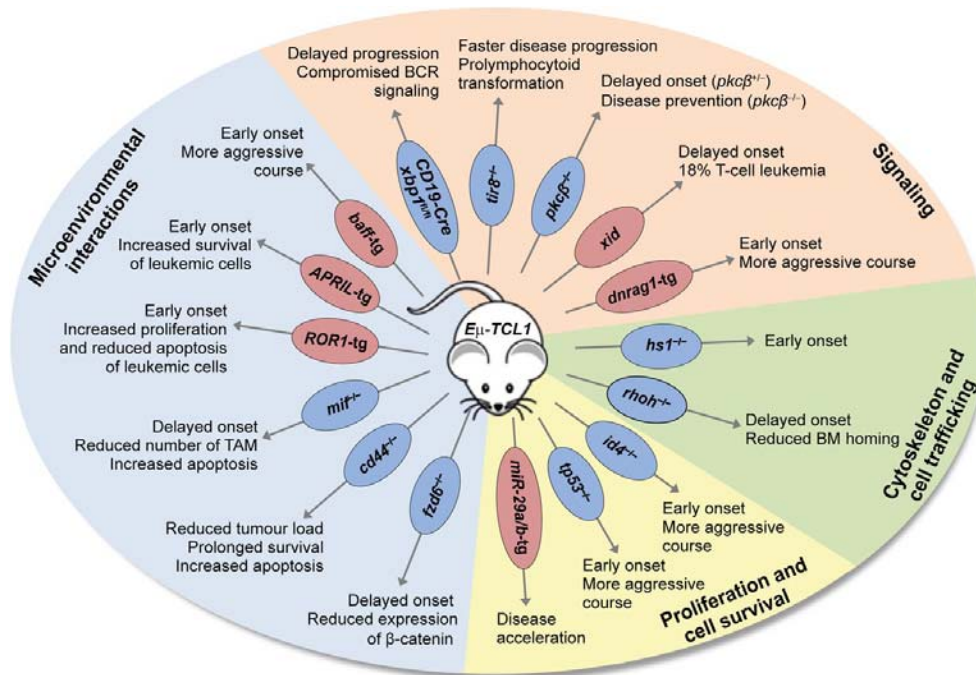 Delayed progression
Compromised BCR
signaling
Faster disease progression
Prolymphocytoid
transformation
Delayed onset (pkcβ+/–)
Disease prevention (pkcβ–/–)
Early onset
More aggressive
course
Delayed onset
18% T-cell leukemia
Signaling
Microenvironmental
interactions
CD19-Cre
xbp1fl/fl
tir8–/–
pkcβ–/–
baff-tg
xid
Early onset
Increased survival
of leukemic cells
APRIL-tg
dnrag1-tg
Early onset
More aggressive course
Early onset
Increased proliferation
and reduced apoptosis
of leukemic cells
ROR1-tg
Eμ-TCL1
hs1–/–
Early onset
mif–/–
rhoh–/–
Delayed onset
Reduced number of TAM
Increased apoptosis
Delayed onset
Reduced BM homing
Cytoskeleton and
cell trafficking
cd44–/–
fzd6–/–
miR-29a/b-tg
tp53–/–
id4–/–
Reduced tumour load
Prolonged survival
Increased apoptosis
Early onset
More aggressive
course
Delayed onset
Reduced expression
of β-catenin
Disease
acceleration
Early onset
More aggressive
course
Proliferation and
cell survival